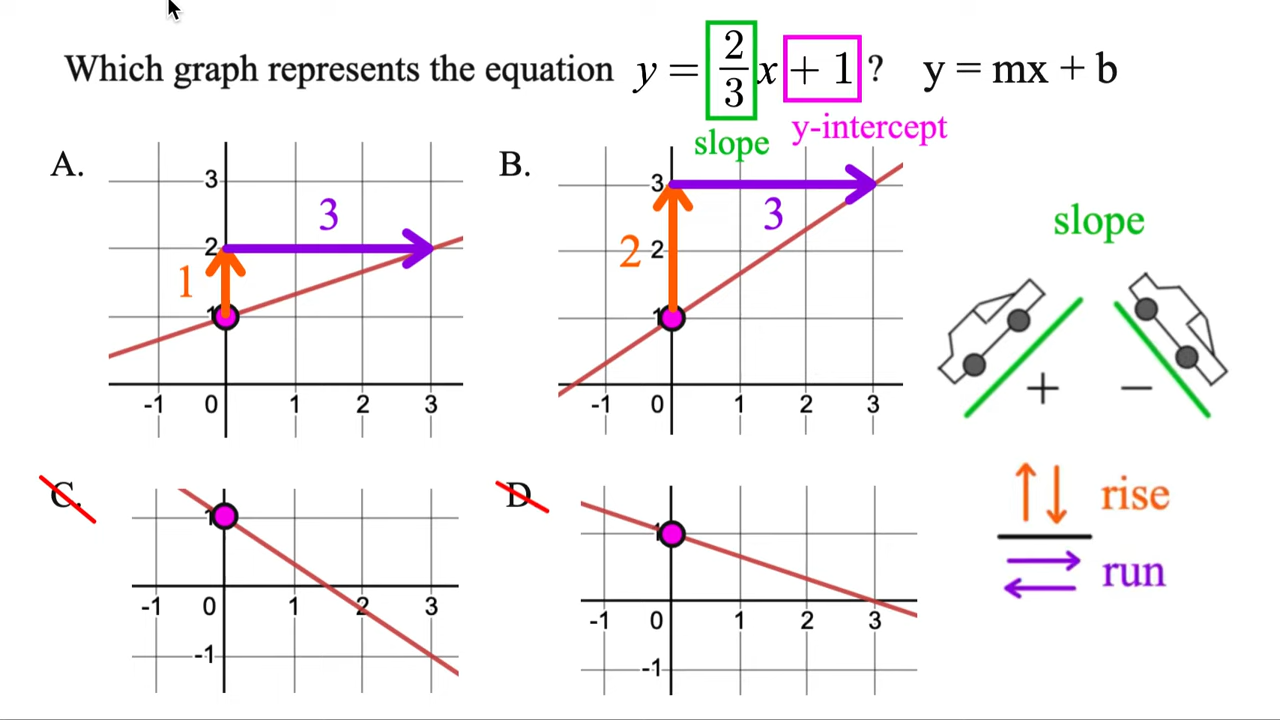 Which graph represents the equation y = 2/3 x + 1 ? y = mx + b
slope y-intercept
A.
3
2
1
-1 0 1 2 3
1
3
B.
3
2
1
-1 0 1 2 3
2
3
slope
+ −
C.
1
-1 0 1 2 3
-1
D
1
-1 0 1 2 3
-1
rise
run